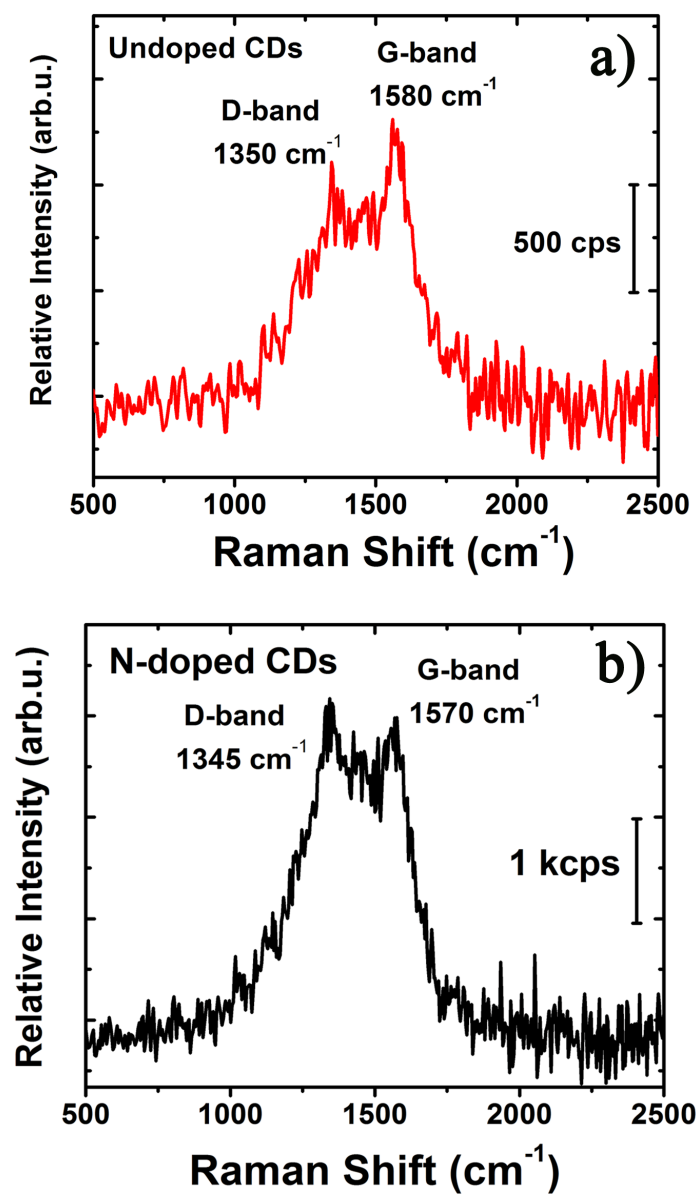 Undoped CDs
G-band
1580 cm⁻¹
a)
D-band
1350 cm⁻¹
500 cps
Relative Intensity (arb.u.)
500 1000 1500 2000 2500
Raman Shift (cm⁻¹)
N-doped CDs
G-band
1570 cm⁻¹
b)
D-band
1345 cm⁻¹
1 kcps
Relative Intensity (arb.u.)
500 1000 1500 2000 2500
Raman Shift (cm⁻¹)